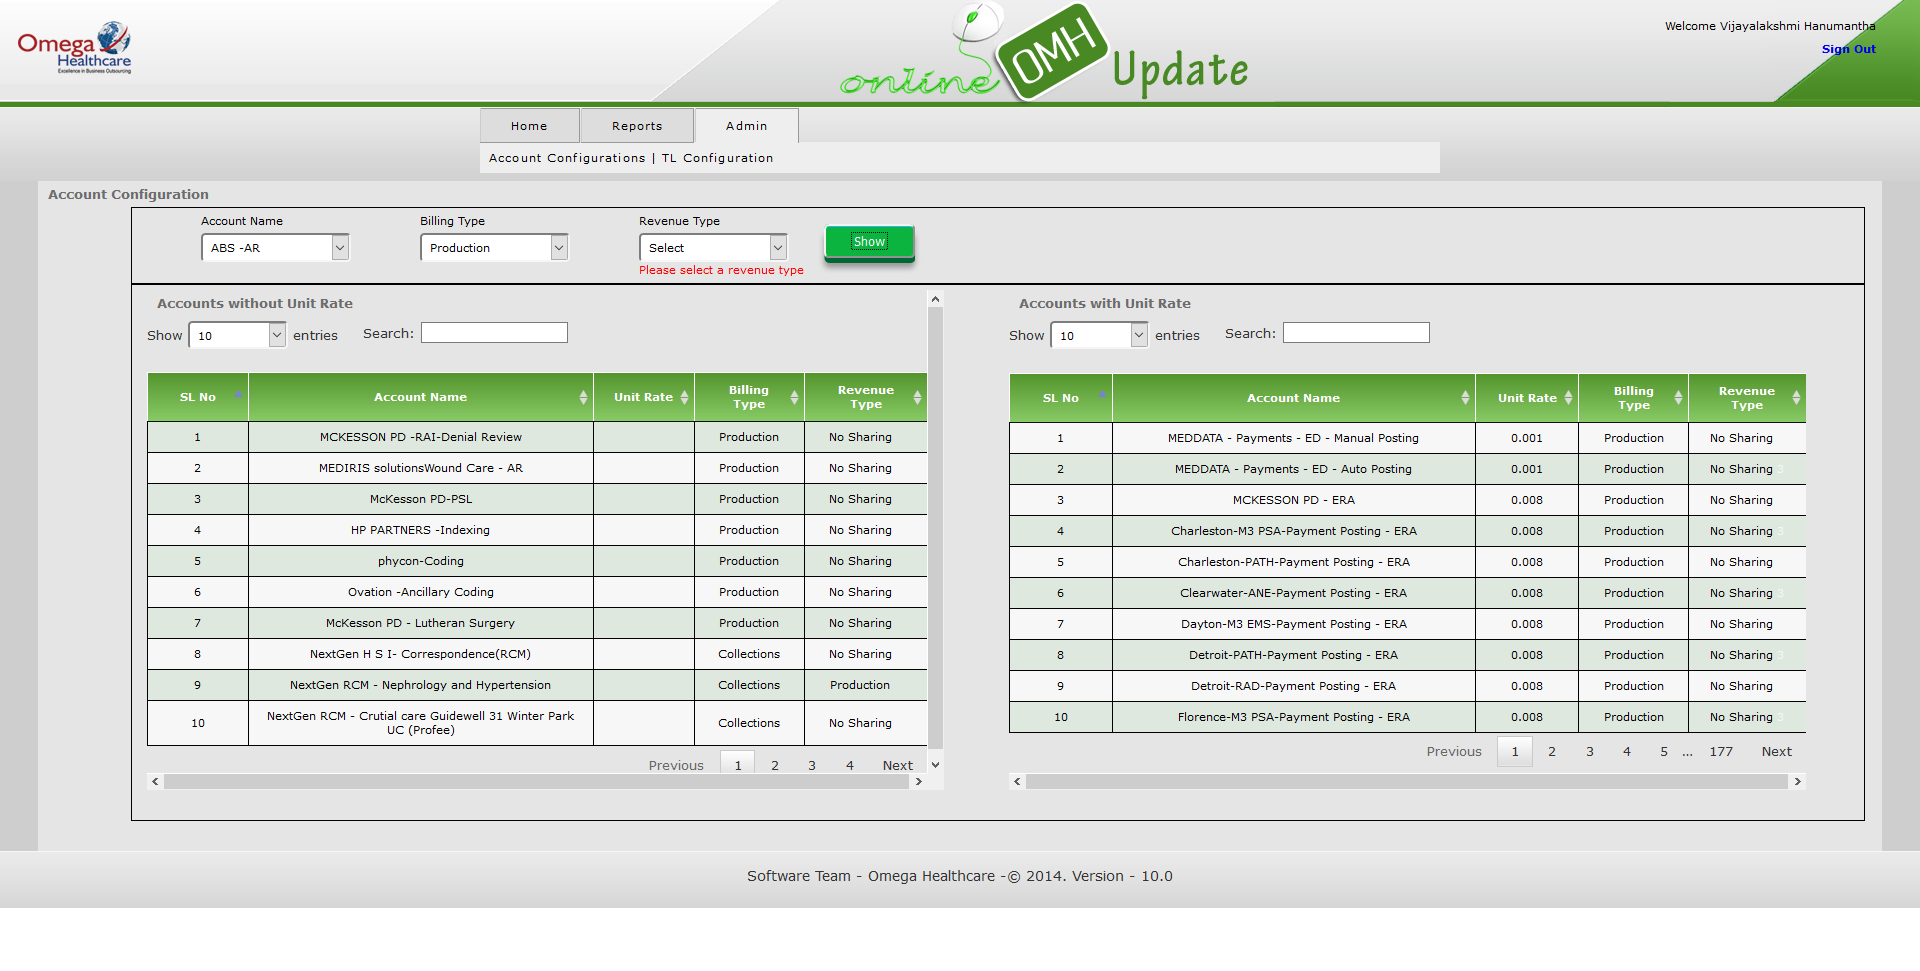 Omega
Healthcare
Excellence in Business Outsourcing
online OMH Update
Welcome Vijayalakshmi Hanumantha
Sign Out
Home Reports Admin
Account Configurations | TL Configuration
Account Configuration
Account Name Billing Type Revenue Type
ABS -AR Production Select Show
Please select a revenue type
Accounts without Unit Rate
Show 10 entries Search:
SL No Account Name Unit Rate Billing Type Revenue Type
1 MCKESSON PD -RAI-Denial Review Production No Sharing
2 MEDIRIS solutionsWound Care - AR Production No Sharing
3 McKesson PD-PSL Production No Sharing
4 HP PARTNERS -Indexing Production No Sharing
5 phycon-Coding Production No Sharing
6 Ovation -Ancillary Coding Production No Sharing
7 McKesson PD - Lutheran Surgery Production No Sharing
8 NextGen H S I- Correspondence(RCM) Collections No Sharing
9 NextGen RCM - Nephrology and Hypertension Collections Production
10 NextGen RCM - Crutial care Guidewell 31 Winter Park UC (Profee) Collections No Sharing
Previous 1 2 3 4 Next
Accounts with Unit Rate
Show 10 entries Search:
SL No Account Name Unit Rate Billing Type Revenue Type
1 MEDDATA - Payments - ED - Manual Posting 0.001 Production No Sharing
2 MEDDATA - Payments - ED - Auto Posting 0.001 Production No Sharing 3
3 MCKESSON PD - ERA 0.008 Production No Sharing
4 Charleston-M3 PSA-Payment Posting - ERA 0.008 Production No Sharing 3
5 Charleston-PATH-Payment Posting - ERA 0.008 Production No Sharing
6 Clearwater-ANE-Payment Posting - ERA 0.008 Production No Sharing 3
7 Dayton-M3 EMS-Payment Posting - ERA 0.008 Production No Sharing
8 Detroit-PATH-Payment Posting - ERA 0.008 Production No Sharing 3
9 Detroit-RAD-Payment Posting - ERA 0.008 Production No Sharing
10 Florence-M3 PSA-Payment Posting - ERA 0.008 Production No Sharing 3
Previous 1 2 3 4 5 ... 177 Next
Software Team - Omega Healthcare -© 2014. Version - 10.0